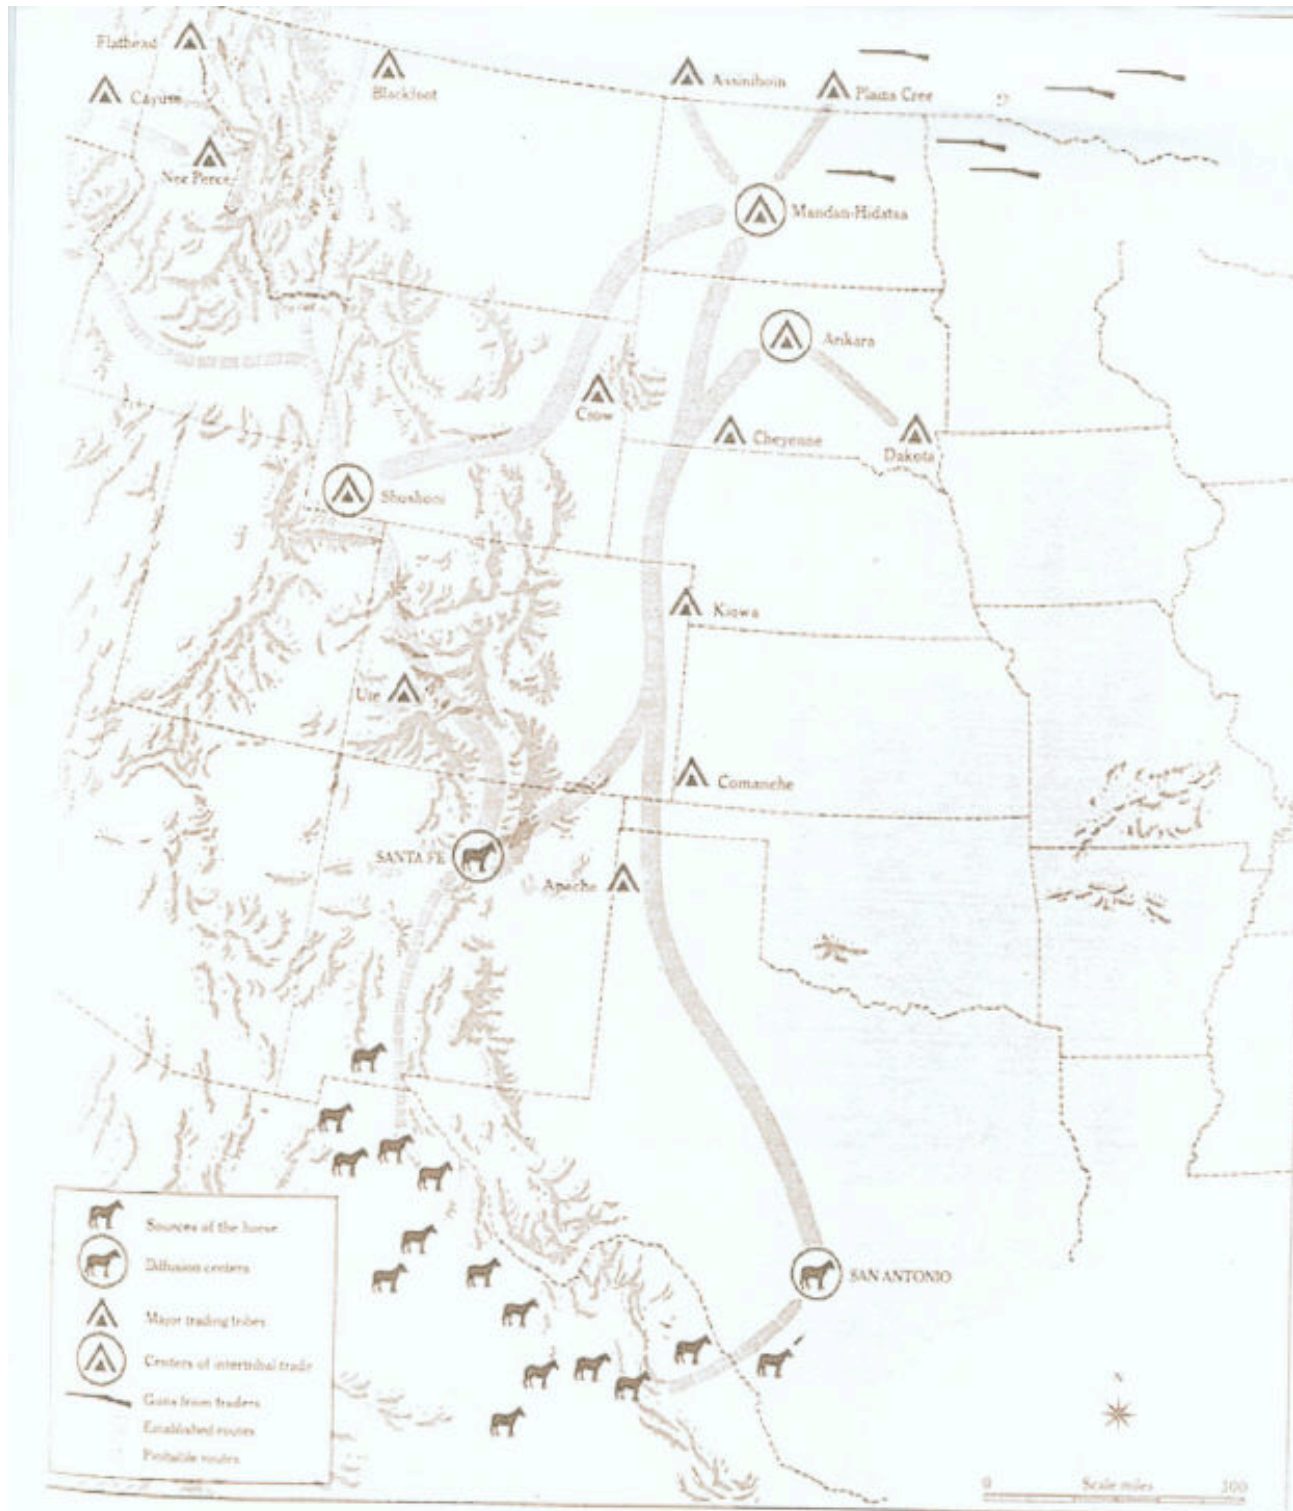 Flathead
Cayuse
Nez Perce
Blackfoot
Assiniboin
Plains Cree
Mandan-Hidatsa
Arikara
Crow
Cheyenne
Dakota
Shoshoni
Kiowa
Ute
Comanche
SANTA FE
Apache
SAN ANTONIO
Sources of the horse
Diffusion centers
Major trading tribes
Centers of intertribal trade
Guns from traders
Established routes
Probable routes
N
0 Scale miles 300